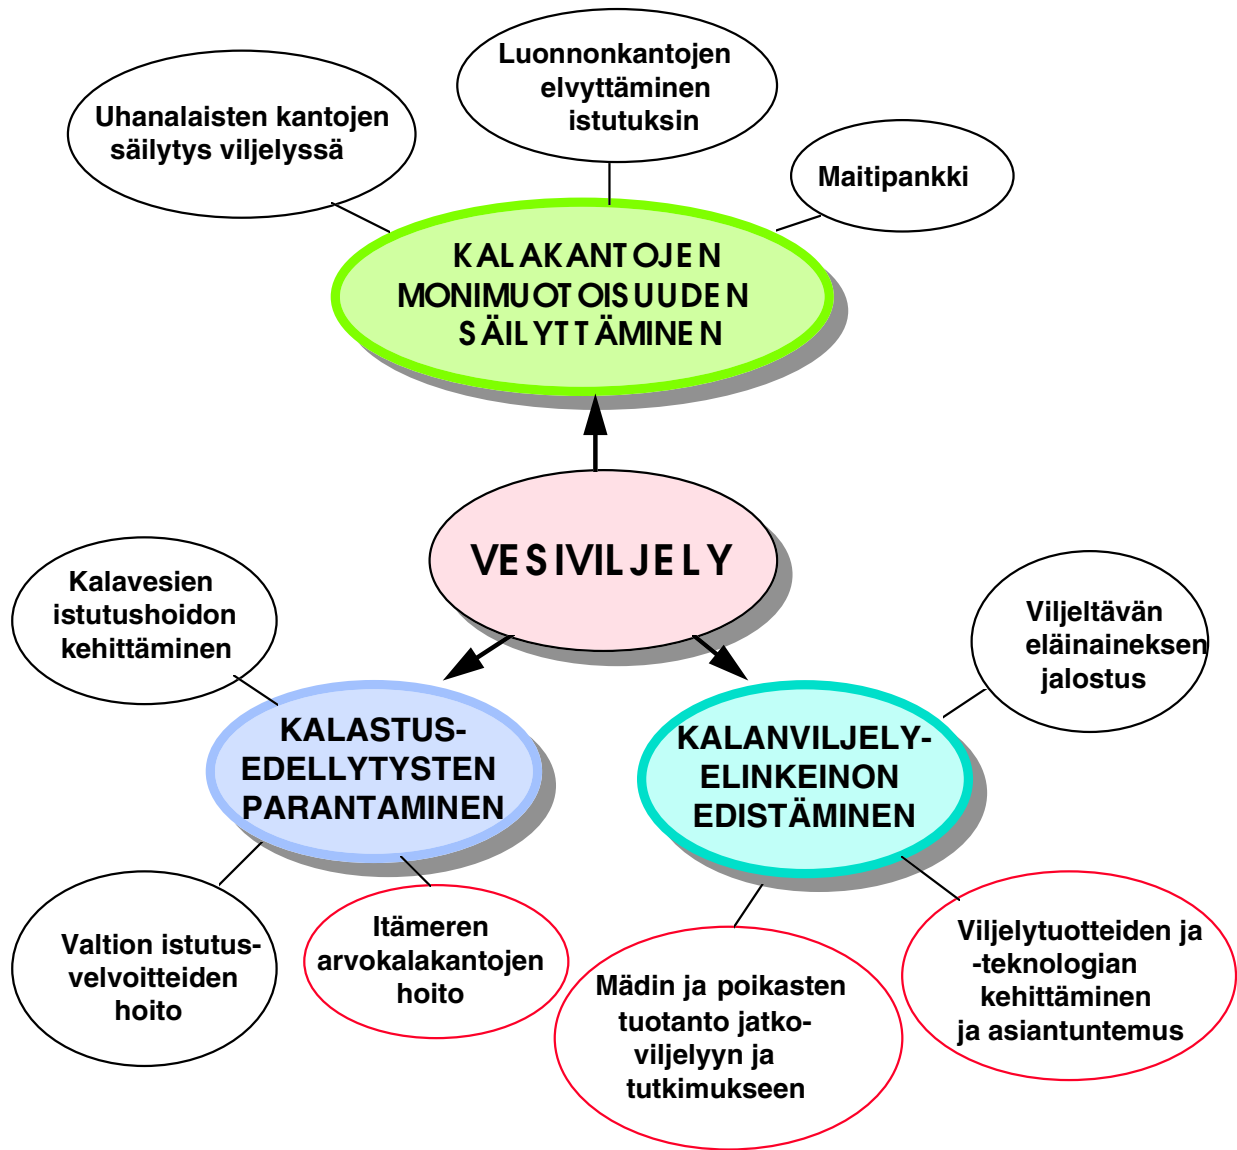 Luonnonkantojen
elvyttäminen
istutuksin
Uhanalaisten kantojen
säilytys viljelyssä
Maitipankki
KALAKANTOJEN
MONIMUOTOISUUDEN
SÄILYTTÄMINEN
VESIVILJELY
Kalavesien
istutushoidon
kehittäminen
Viljeltävän
eläinaineksen
jalostus
KALASTUS-
EDELLYTYSTEN
PARANTAMINEN
KALANVILJELY-
ELINKEINON
EDISTÄMINEN
Valtion istutus-
velvoitteiden
hoito
Itämeren
arvokalakantojen
hoito
Mädin ja poikasten
tuotanto jatko-
viljelyyn ja
tutkimukseen
Viljelytuotteiden ja
-teknologian
kehittäminen
ja asiantuntemus